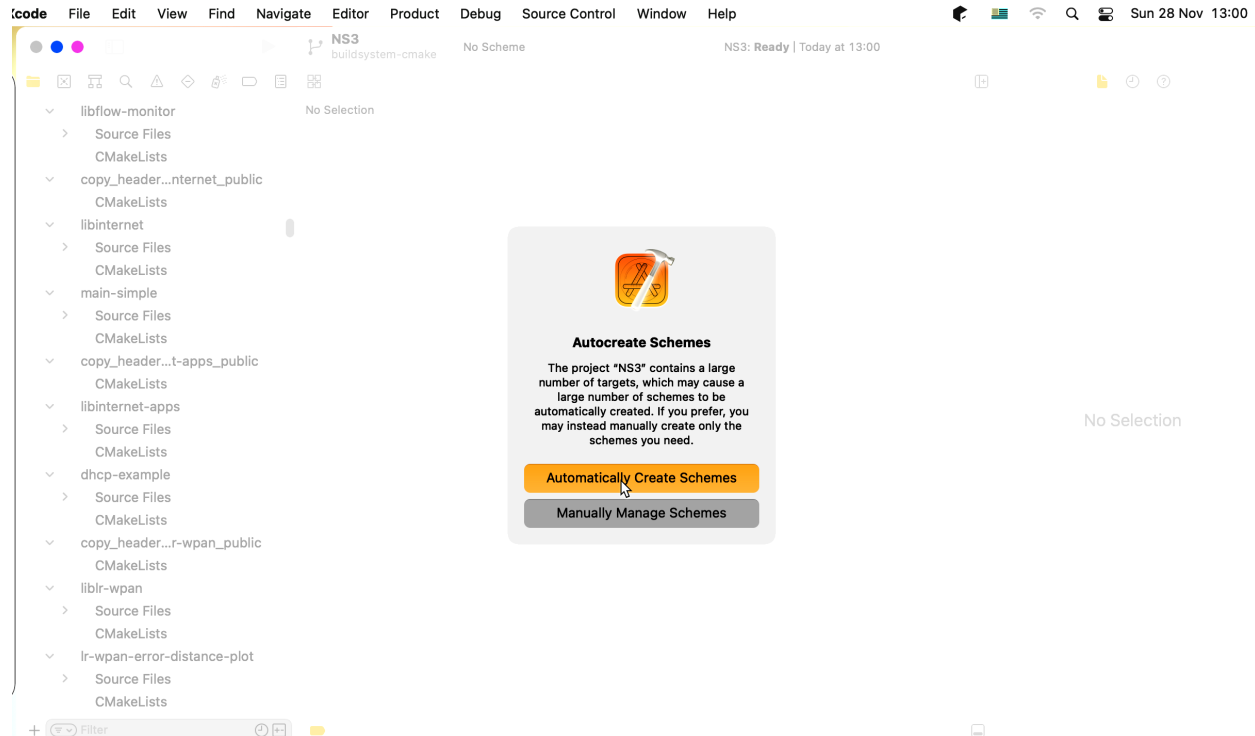 Xcode File Edit View Find Navigate Editor Product Debug Source Control Window Help Sun 28 Nov 13:00
NS3
buildsystem-cmake
No Scheme
NS3: Ready | Today at 13:00
No Selection
libflow-monitor
Source Files
CMakeLists
copy_header...nternet_public
CMakeLists
libinternet
Source Files
CMakeLists
main-simple
Source Files
CMakeLists
copy_header...t-apps_public
CMakeLists
libinternet-apps
Source Files
CMakeLists
dhcp-example
Source Files
CMakeLists
copy_header...r-wpan_public
CMakeLists
liblr-wpan
Source Files
CMakeLists
lr-wpan-error-distance-plot
Source Files
CMakeLists
Filter
Autocreate Schemes
The project “NS3” contains a large
number of targets, which may cause a
large number of schemes to be
automatically created. If you prefer, you
may instead manually create only the
schemes you need.
Automatically Create Schemes
Manually Manage Schemes
No Selection